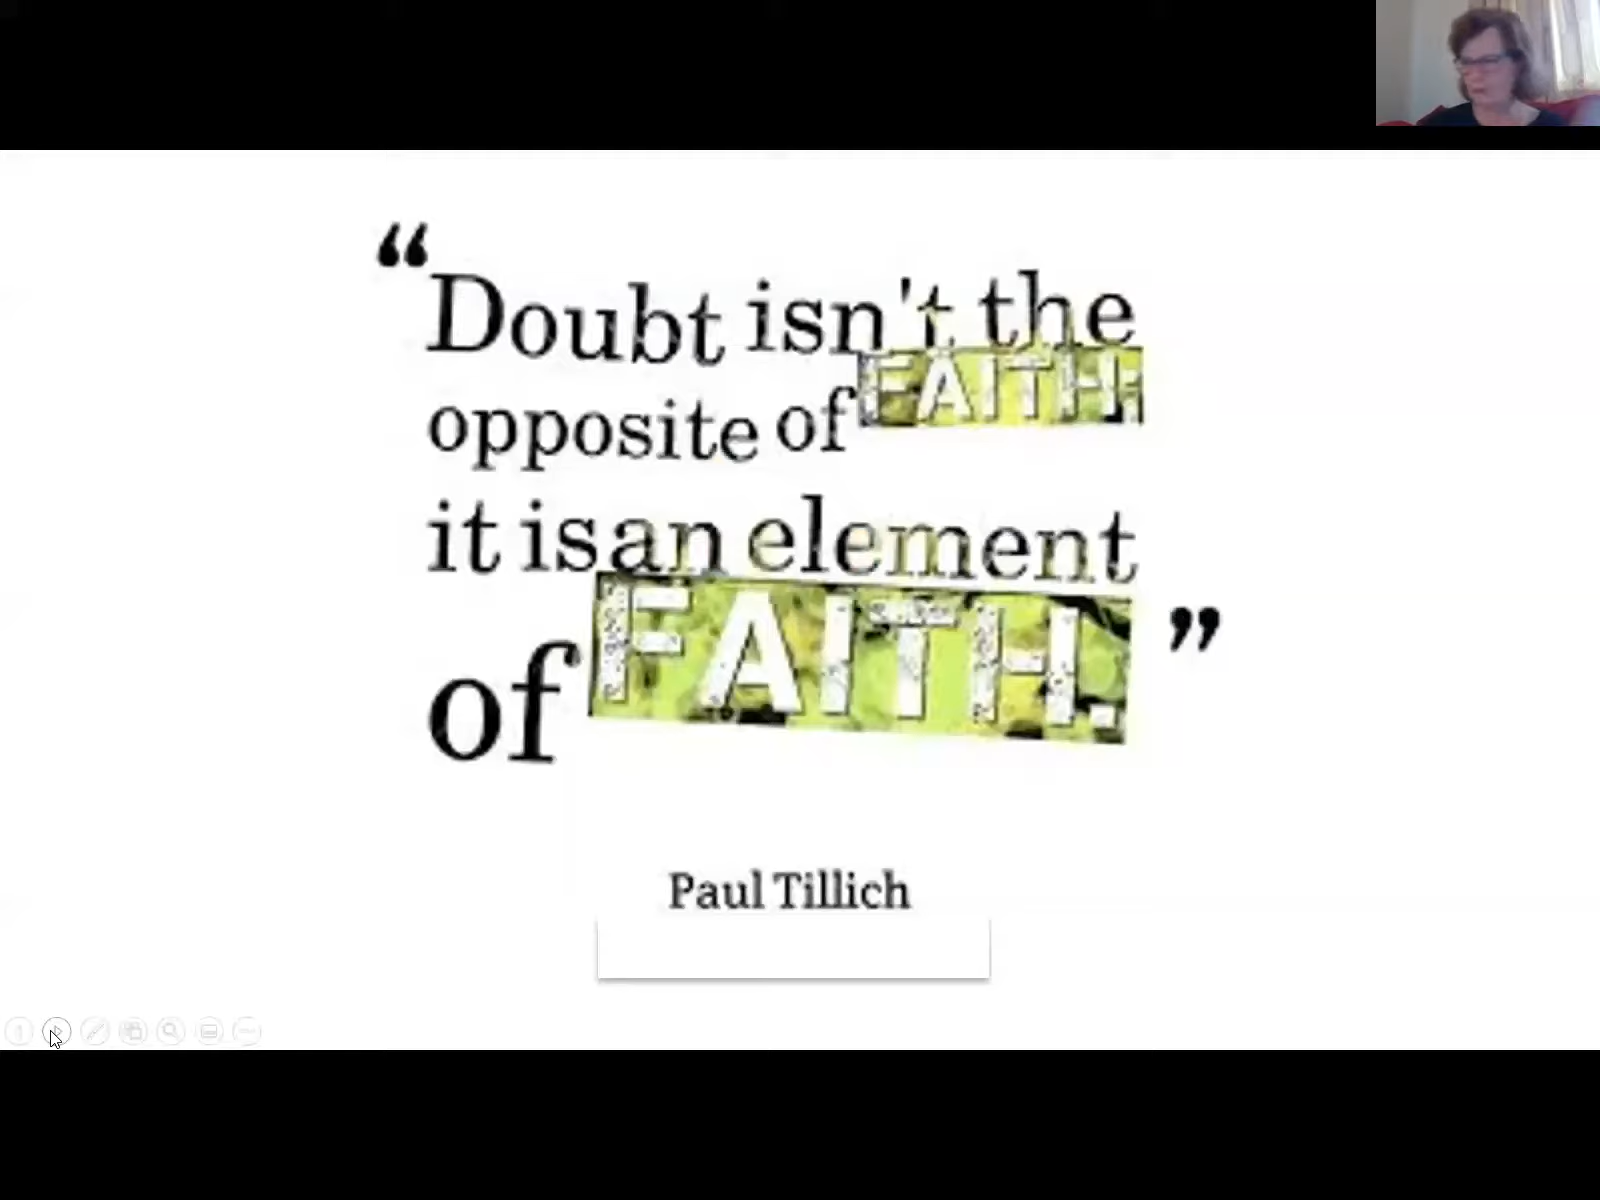 “Doubt isn't the
opposite of FAITH;
it is an element
of FAITH.”
Paul Tillich